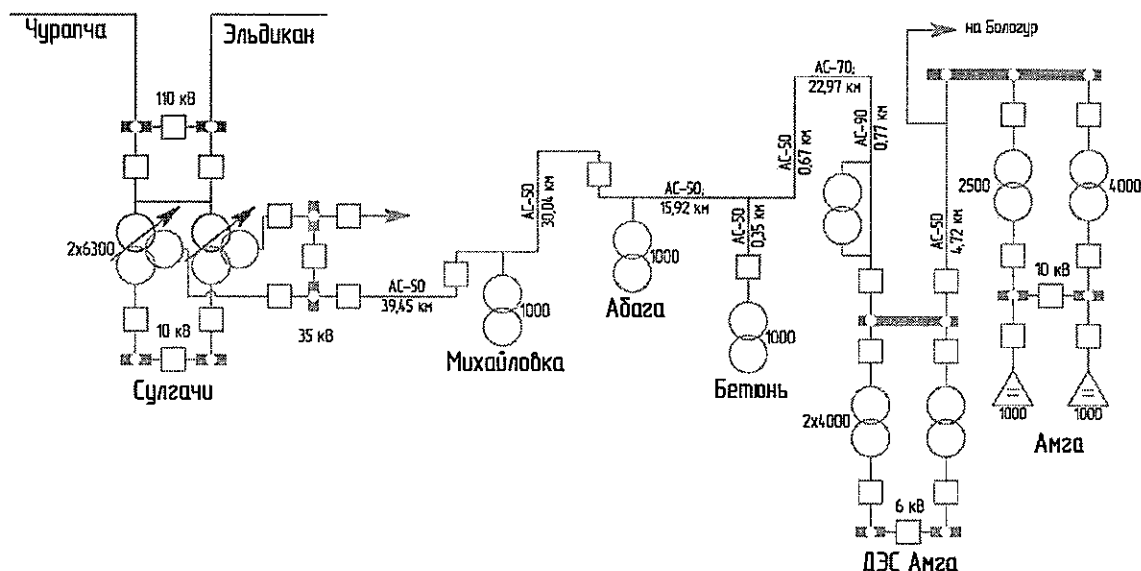 Чурапча
Эльдикан
110 кВ
2х6300
10 кВ
Сулгачи
35 кВ
АС-50
39,45 км
1000
Михайловка
АС-50
30,04 км
1000
Абага
АС-50;
15,92 км
АС-50
0,35 км
1000
Бетюнь
АС-50
0,67 км
АС-70;
22,97 км
АС-90
0,77 км
2х4000
6 кВ
ДЭС Амга
на Бологур
АС-50
4,72 км
2500
4000
10 кВ
1000
1000
Амга